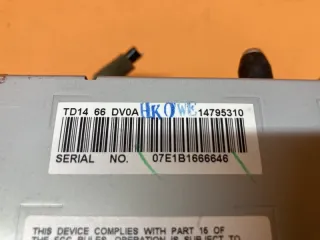 TD14 66 DV0A HKOWE 14795310
SERIAL NO. 07E1B1666646
THIS DEVICE COMPLIES WITH PART 15 OF
THE FCC RULES. OPERATION IS SUBJECT TO